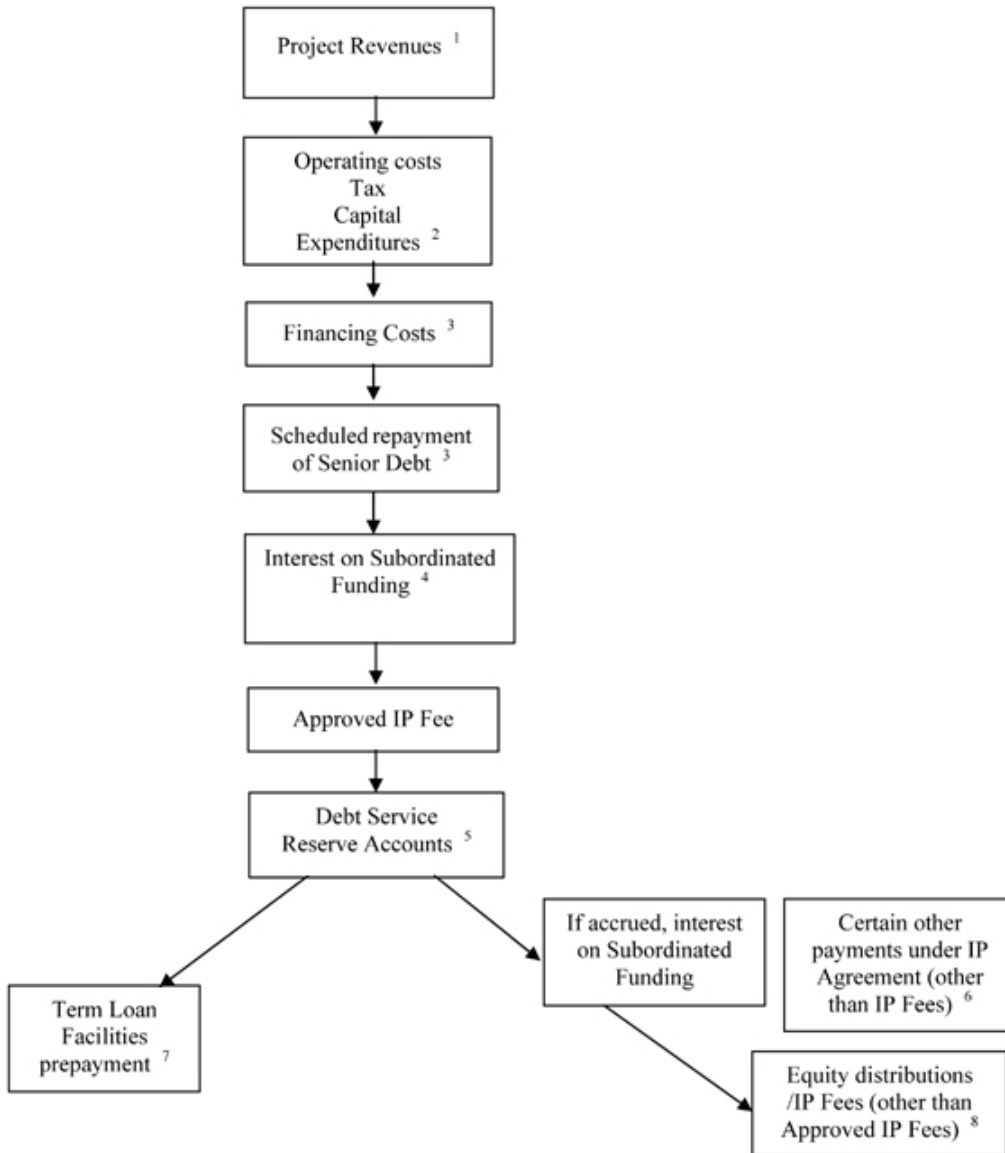 Project Revenues 1
Operating costs
Tax
Capital
Expenditures 2
Financing Costs 3
Scheduled repayment
of Senior Debt 3
Interest on Subordinated
Funding 4
Approved IP Fee
Debt Service
Reserve Accounts 5
If accrued, interest
on Subordinated
Funding
Certain other
payments under IP
Agreement (other
than IP Fees) 6
Term Loan
Facilities
prepayment 7
Equity distributions
/IP Fees (other than
Approved IP Fees) 8